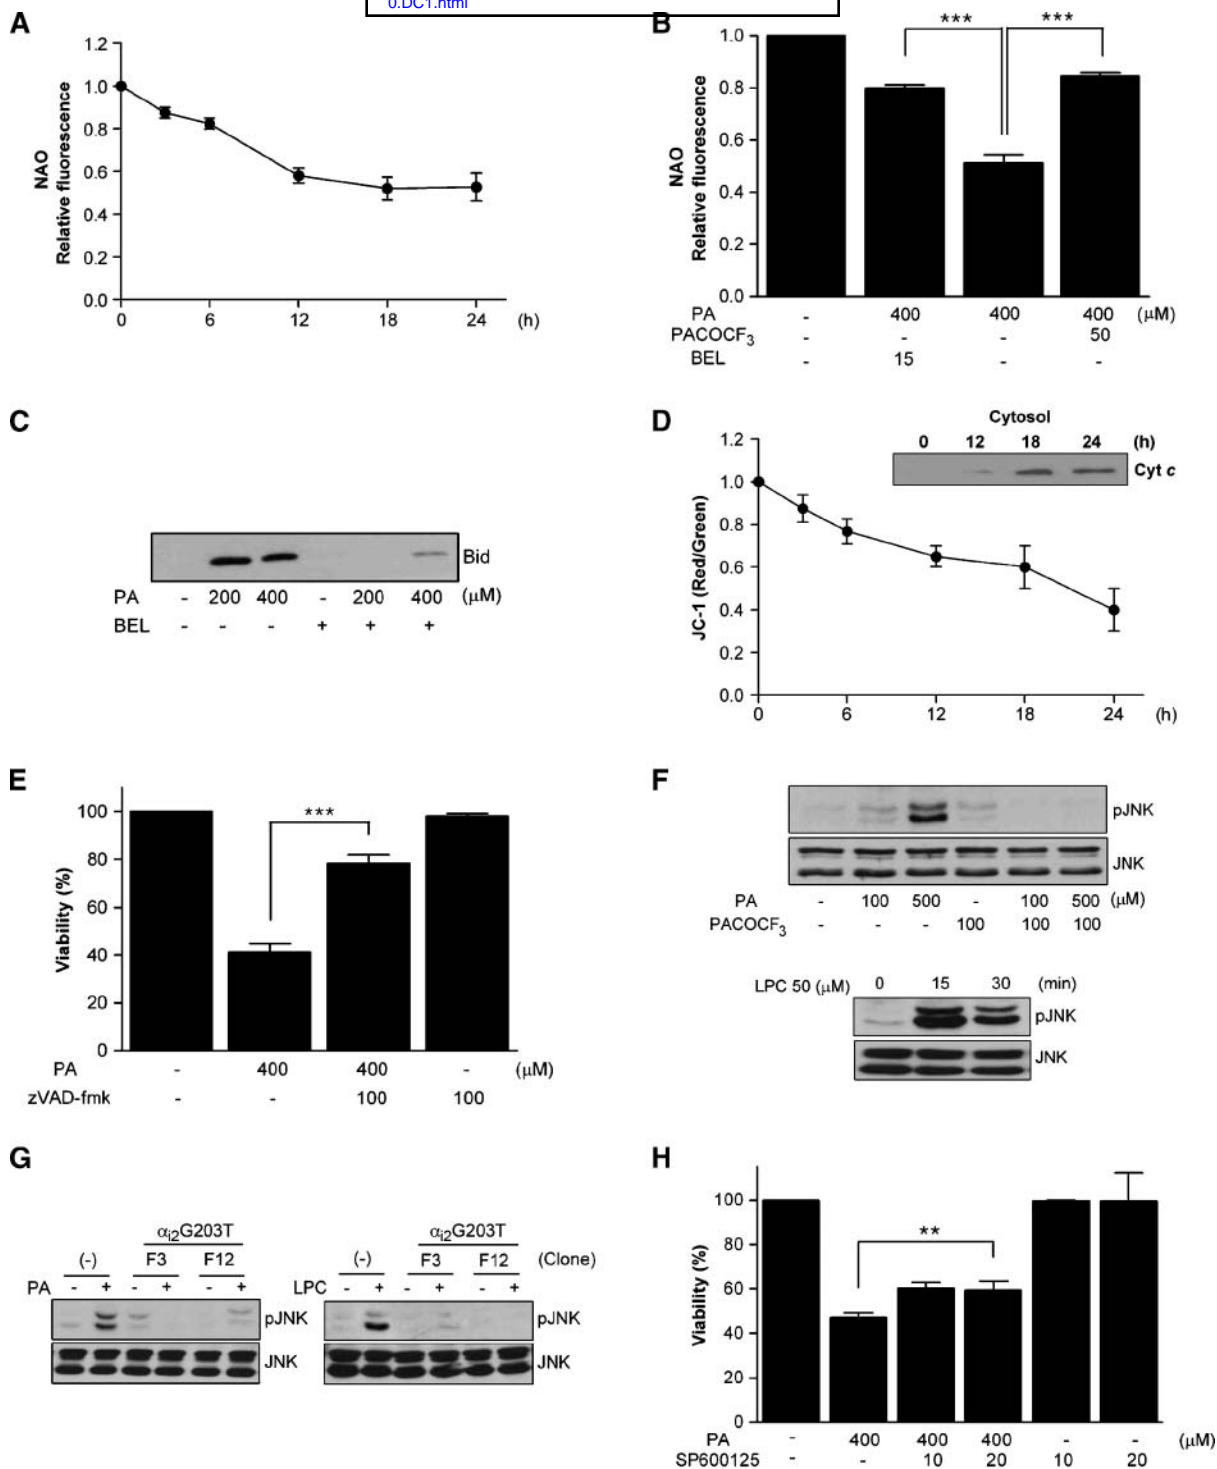 0.DC1.html
A
1.2
1.0
0.8
0.6
0.4
0.2
0.0
NAO
Relative fluorescence
0 6 12 18 24 (h)
B
*** ***
1.0
0.8
0.6
0.4
0.2
0.0
NAO
Relative fluorescence
PA - 400 400 400 (μM)
PACOCF3 - - - 50
BEL - 15 - -
C
Bid
PA - 200 400 - 200 400 (μM)
BEL - - - + + +
D
Cytosol
0 12 18 24 (h)
Cyt c
1.2
1.0
0.8
0.6
0.4
0.2
0.0
JC-1 (Red/Green)
0 6 12 18 24 (h)
E
***
100
80
60
40
20
0
Viability (%)
PA - 400 400 - (μM)
zVAD-fmk - - 100 100
F
pJNK
JNK
PA - 100 500 - 100 500 (μM)
PACOCF3 - - - 100 100 100
LPC 50 (μM) 0 15 30 (min)
pJNK
JNK
G
αi2G203T
(-) F3 F12
PA - + - + - +
pJNK
JNK
αi2G203T
(-) F3 F12 (Clone)
LPC - + - + - +
pJNK
JNK
H
**
100
80
60
40
20
0
Viability (%)
PA - 400 400 400 - - (μM)
SP600125 - - 10 20 10 20